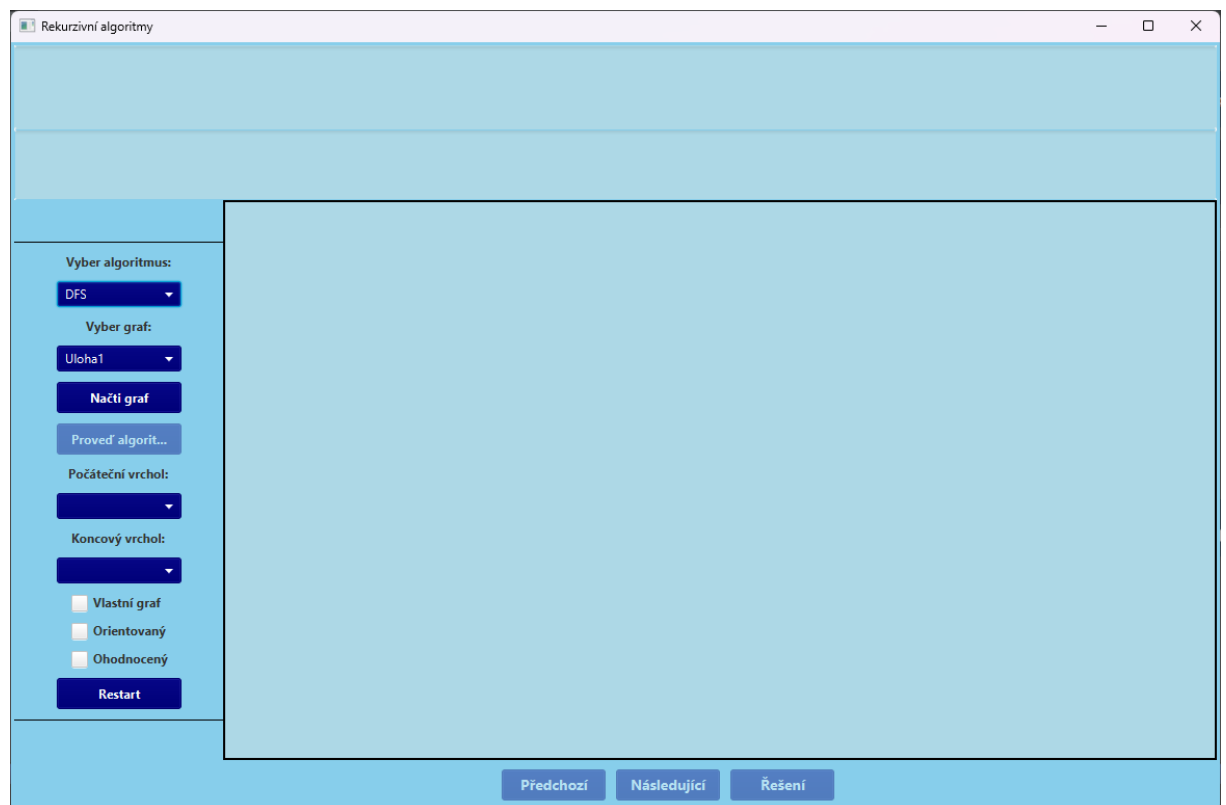 Rekurzivní algoritmy
Vyber algoritmus:
DFS
Vyber graf:
Uloha1
Načti graf
Proveď algorit...
Počáteční vrchol:
Koncový vrchol:
Vlastní graf
Orientovaný
Ohodnocený
Restart
Předchozí
Následující
Řešení